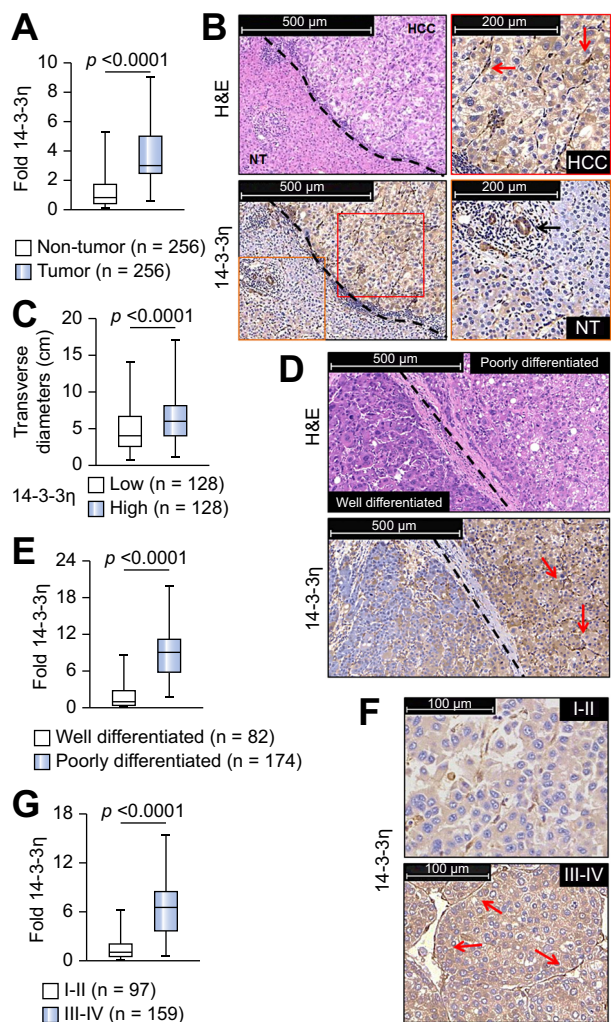 A
p <0.0001
Fold 14-3-3η
10
8
6
4
2
0
Non-tumor (n = 256)
Tumor (n = 256)
B
H&E
500 µm
HCC
NT
200 µm
HCC
14-3-3η
500 µm
200 µm
NT
C
p <0.0001
Transverse
diameters (cm)
20
15
10
5
0
14-3-3η
Low (n = 128)
High (n = 128)
D
H&E
500 µm
Poorly differentiated
Well differentiated
14-3-3η
500 µm
E
p <0.0001
Fold 14-3-3η
24
18
12
6
0
Well differentiated (n = 82)
Poorly differentiated (n = 174)
F
14-3-3η
100 µm
I-II
100 µm
III-IV
G
p <0.0001
Fold 14-3-3η
18
12
6
0
I-II (n = 97)
III-IV (n = 159)